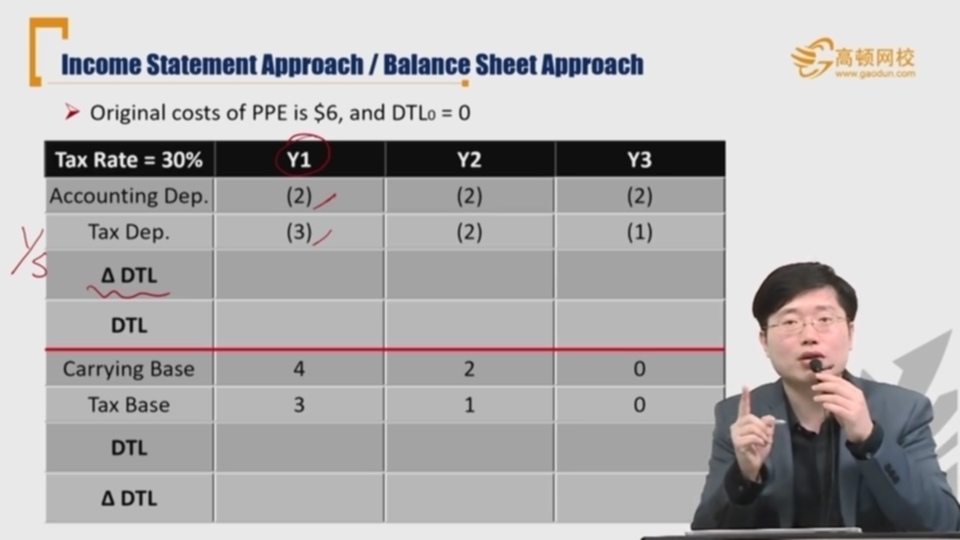 Income Statement Approach / Balance Sheet Approach
高顿网校
www.gaodun.com
Original costs of PPE is $6, and DTL₀ = 0
Tax Rate = 30% Y1 Y2 Y3
Accounting Dep. (2) (2) (2)
Tax Dep. (3) (2) (1)
Δ DTL
DTL
Carrying Base 4 2 0
Tax Base 3 1 0
DTL
Δ DTL